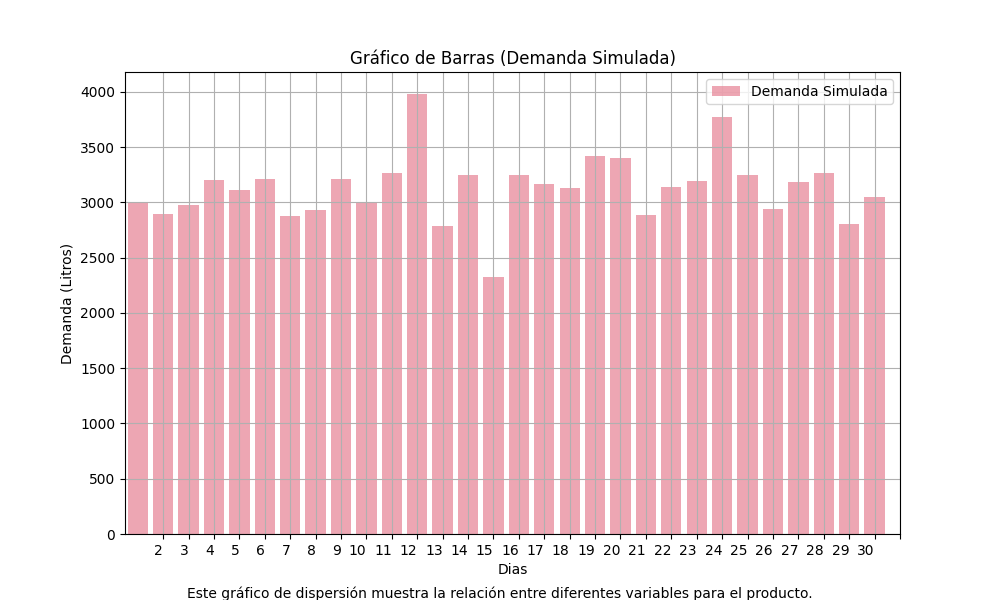 Gráfico de Barras (Demanda Simulada)
Demanda Simulada
4000
3500
3000
2500
2000
1500
1000
500
0
Demanda (Litros)
2 3 4 5 6 7 8 9 10 11 12 13 14 15 16 17 18 19 20 21 22 23 24 25 26 27 28 29 30
Dias
Este gráfico de dispersión muestra la relación entre diferentes variables para el producto.